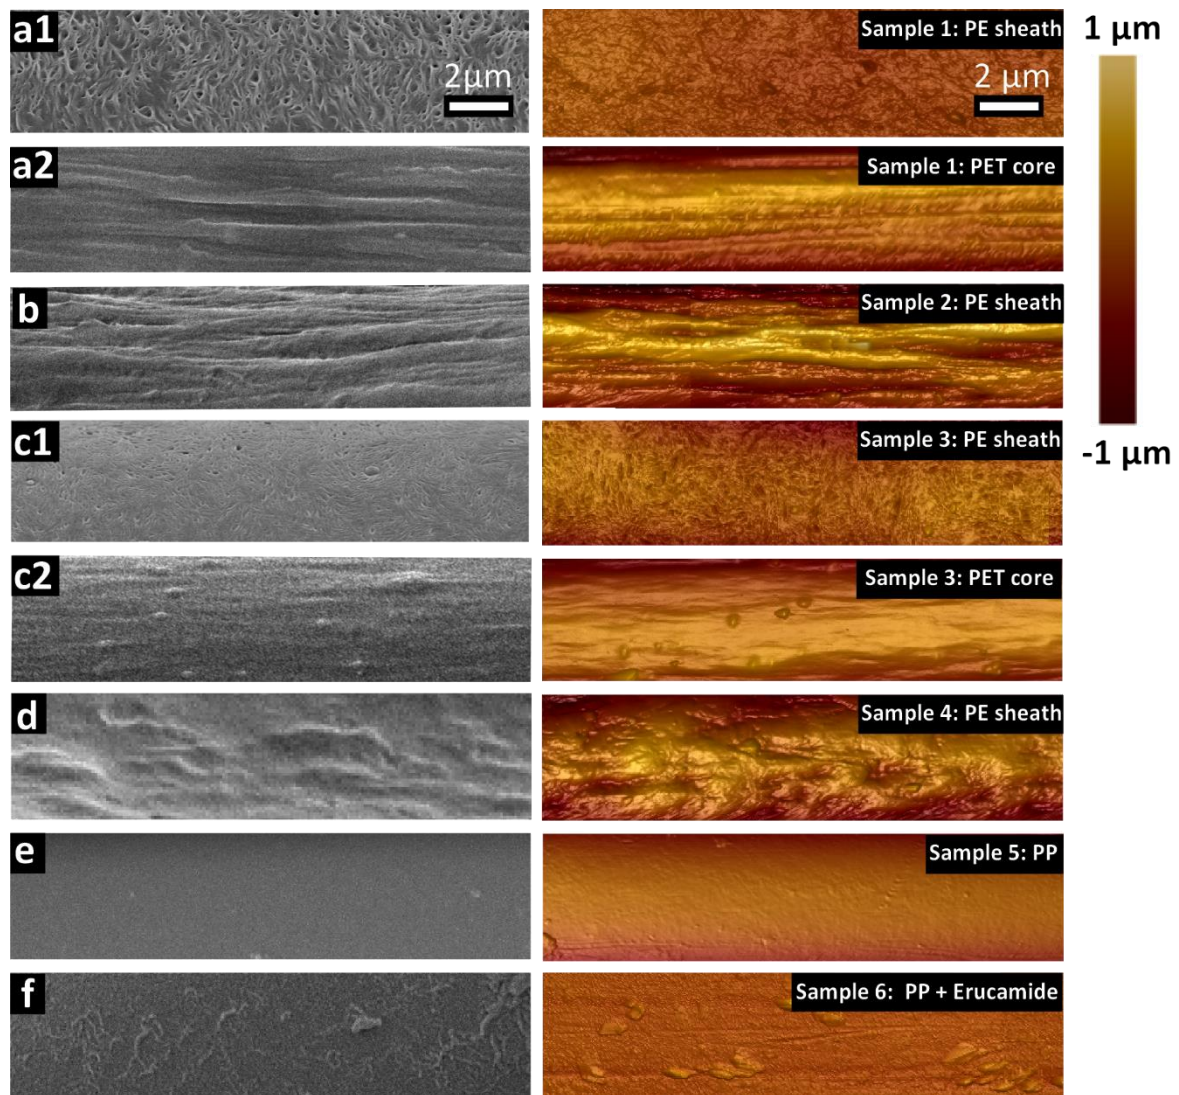 a1
2µm
Sample 1: PE sheath
2 µm
1 µm
a2
Sample 1: PET core
b
Sample 2: PE sheath
c1
Sample 3: PE sheath
-1 µm
c2
Sample 3: PET core
d
Sample 4: PE sheath
e
Sample 5: PP
f
Sample 6: PP + Erucamide